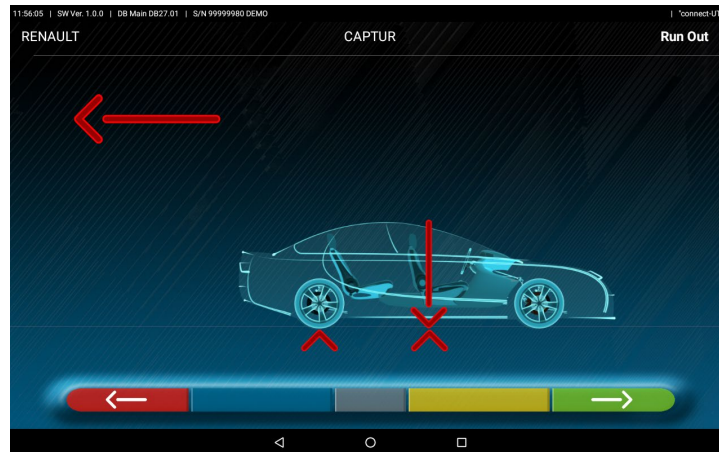 11:56:05 | SW Ver. 1.0.0 | DB Main DB27.01 | S/N 99999980 DEMO | "connect-UT
RENAULT CAPTUR Run Out